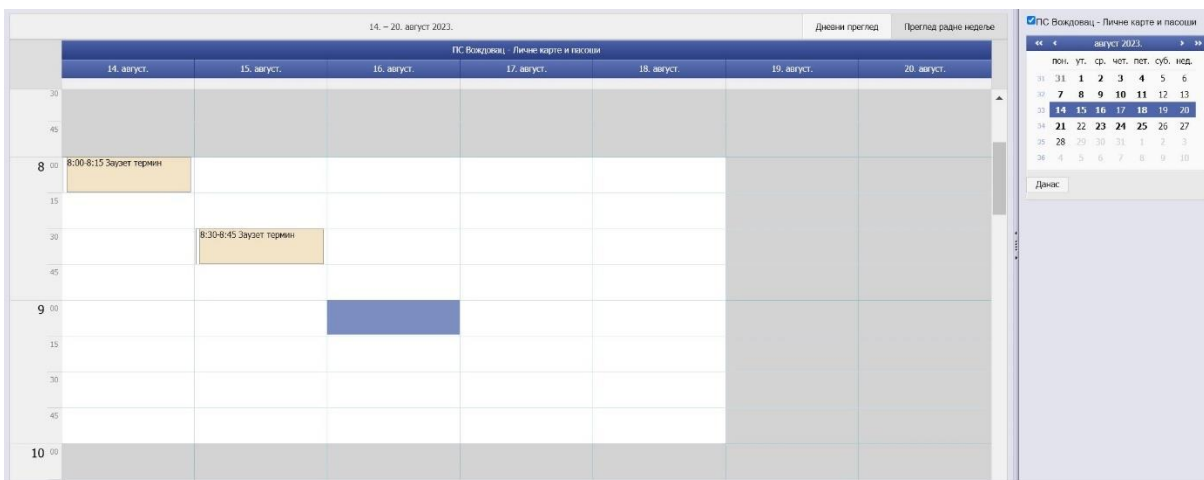 14. – 20. август 2023.
Дневни преглед
Преглед радне недеље
ПС Вождовац - Личне карте и пасоши
14. август.
15. август.
16. август.
17. август.
18. август.
19. август.
20. август.
30
45
8 00
8:00-8:15 Заузет термин
15
30
8:30-8:45 Заузет термин
45
9 00
15
30
45
10 00
ПС Вождовац - Личне карте и пасоши
август 2023.
пон. ут. ср. чет. пет. суб. нед.
31 31 1 2 3 4 5 6
32 7 8 9 10 11 12 13
33 14 15 16 17 18 19 20
34 21 22 23 24 25 26 27
35 28 29 30 31 1 2 3
36 4 5 6 7 8 9 10
Данас